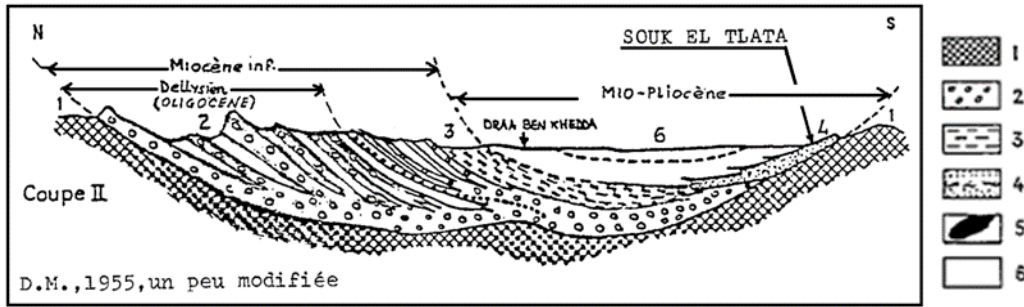 N
S
SOUK EL TLATA
Miocène inf.
Dellysien
(OLIGOCENE)
Mio-Pliocène
1
2
3
DRAA BEN KHEDDA
6
4
1
Coupe II
D.M.,1955,un peu modifiée
1
2
3
4
5
6